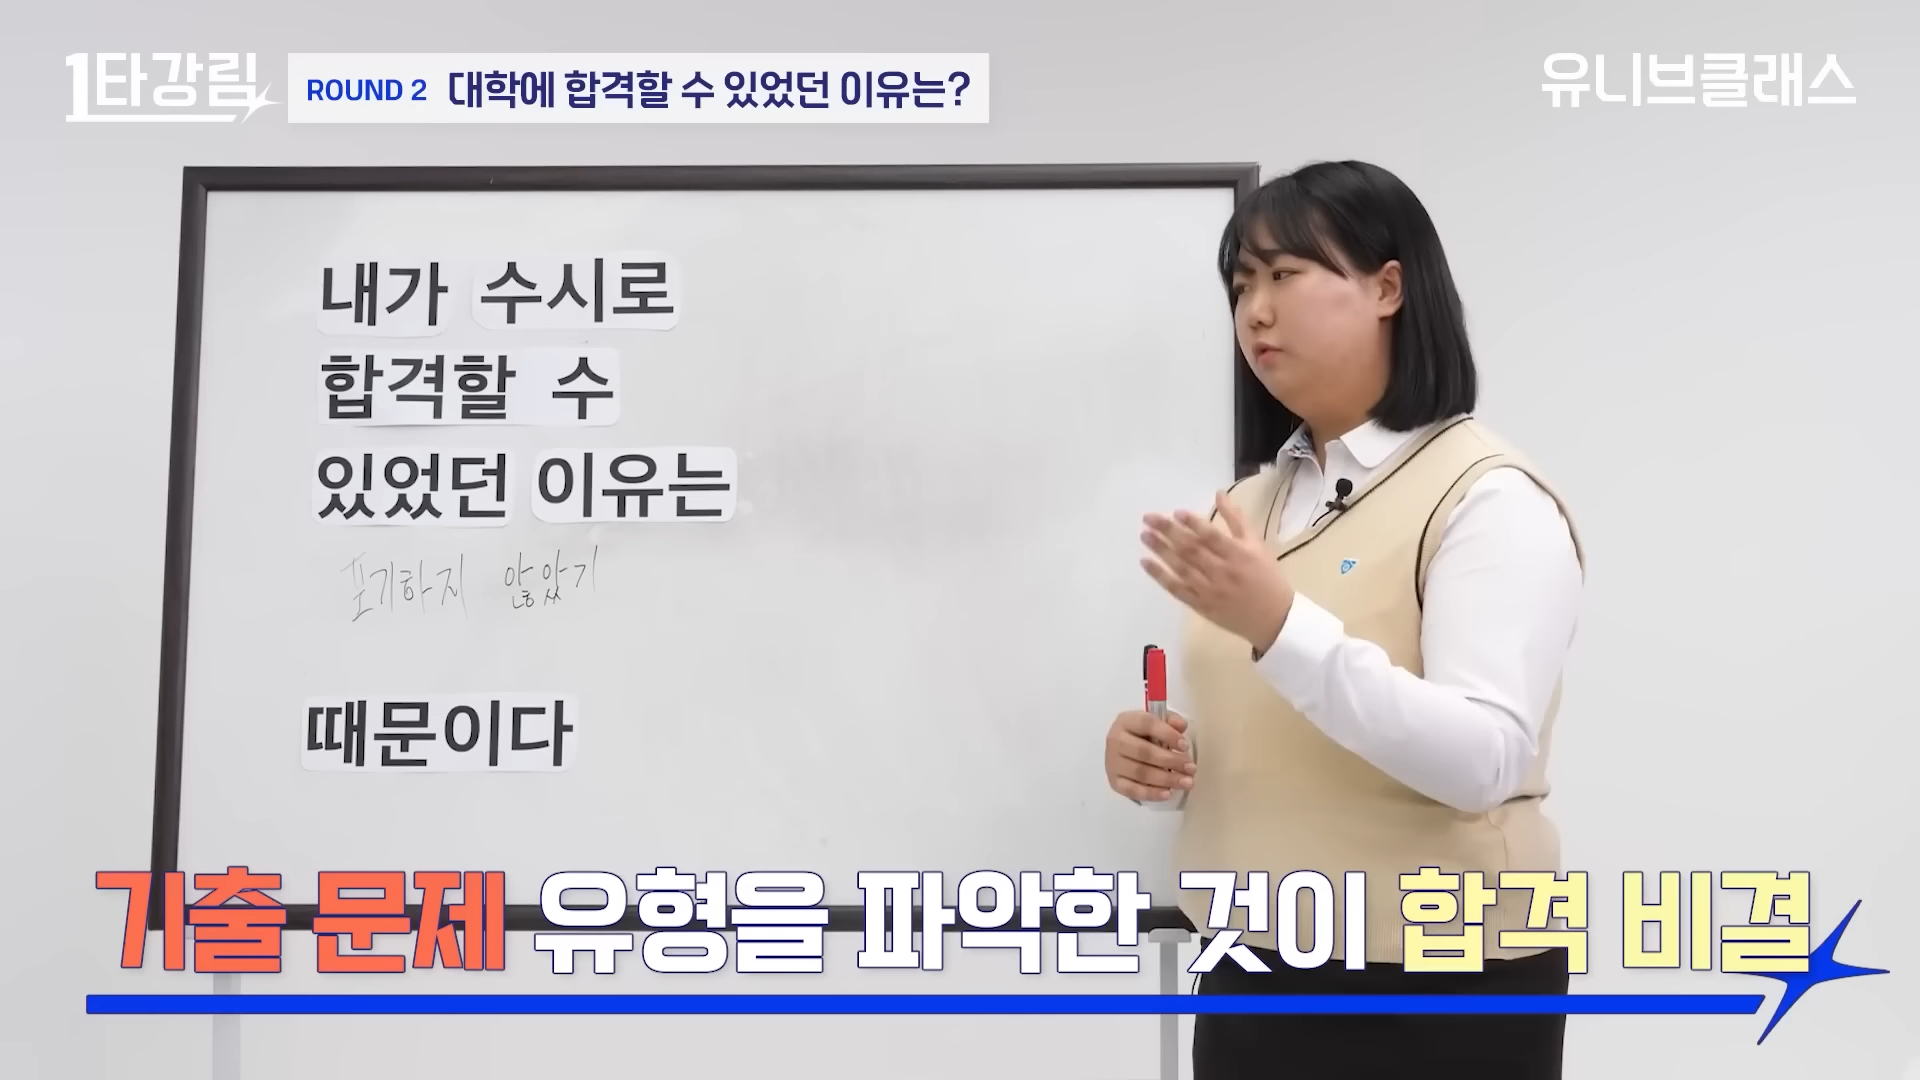 1타강림
ROUND 2 대학에 합격할 수 있었던 이유는?
유니브클래스
내가 수시로
합격할 수
있었던 이유는
포기하지 않았기
때문이다
기출 문제 유형을 파악한 것이 합격 비결